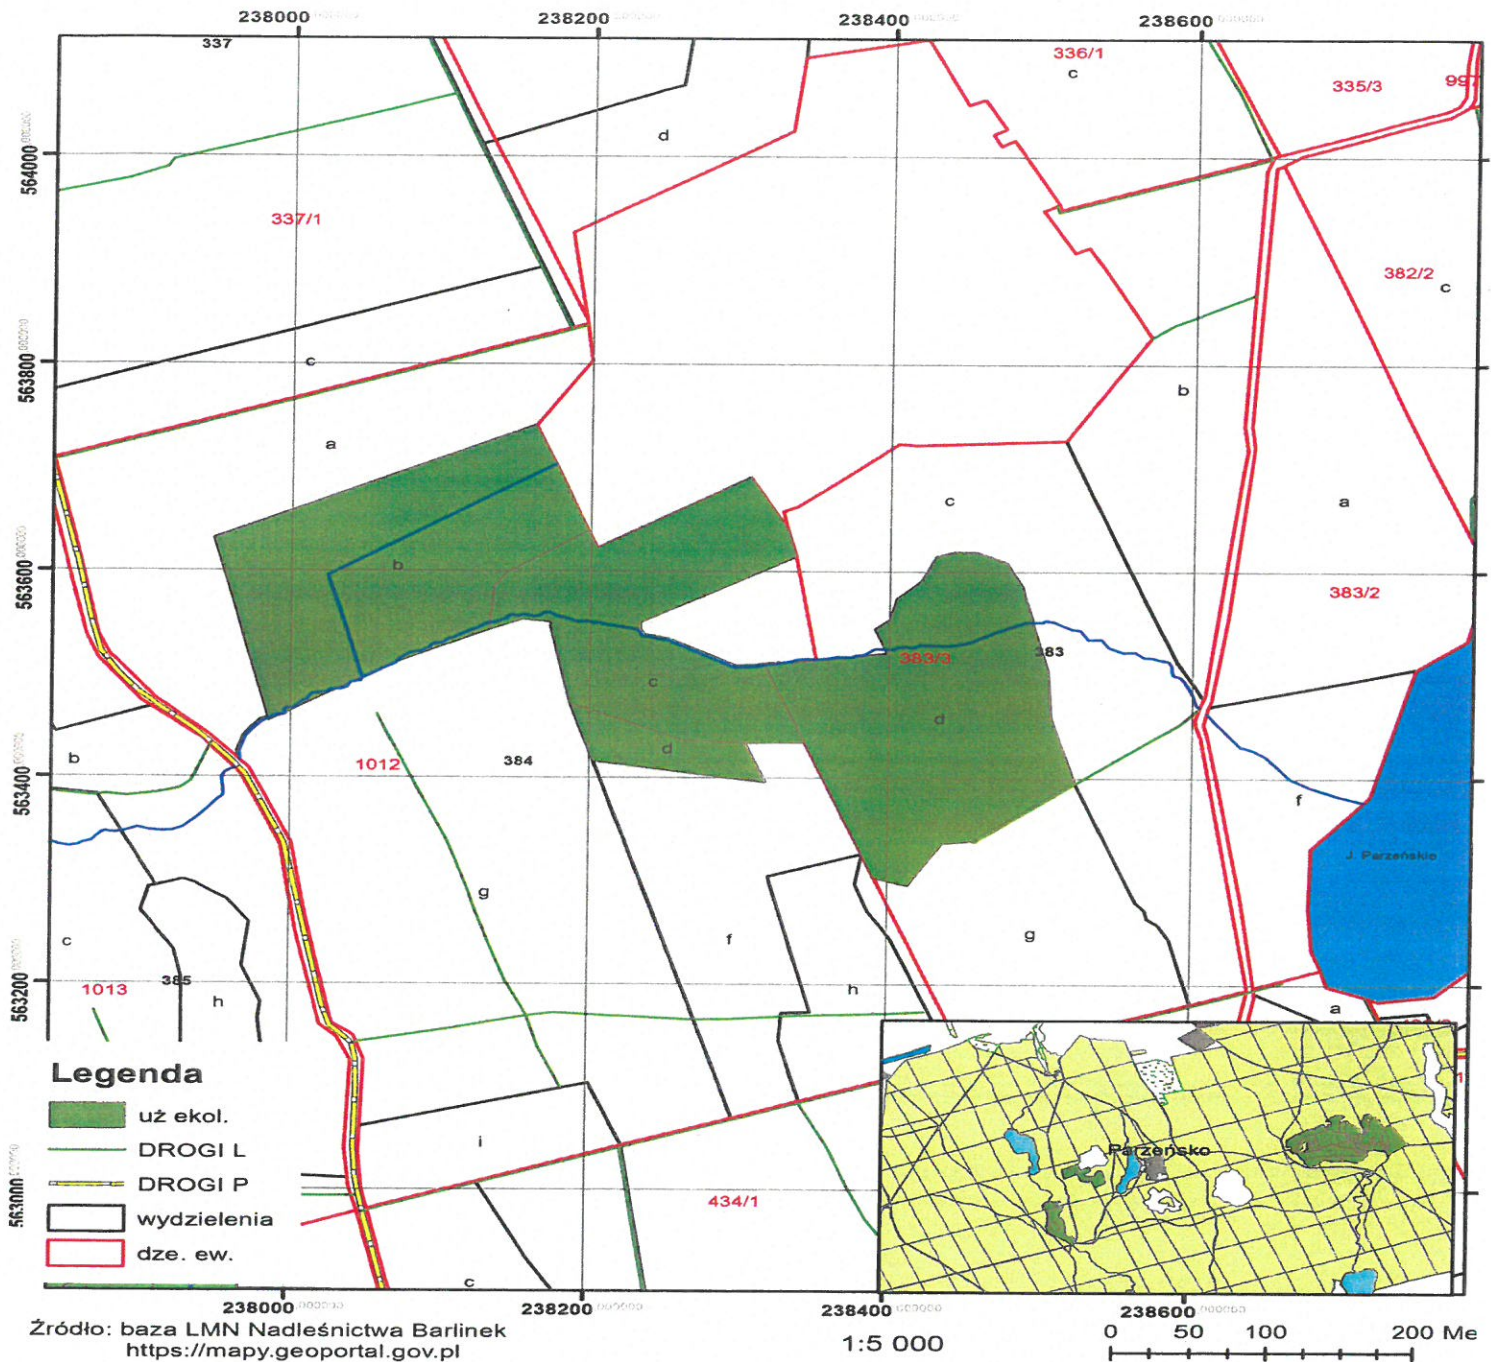 238000 238200 238400 238600
337
336/1
c
335/3
997
d
564000
337/1
382/2
c
563800
c
b
a
c
a
563600
b
383/2
383/3
383
c
d
d
b
1012
384
563400
f
J. Parzeńskie
g
c
f
g
385
1013
h
h
563200
a
Legenda
uż ekol.
DROGI L
DROGI P
wydzielenia
dze. ew.
i
Parzeńsko
563000
434/1
c
238000 238200 238400 238600
Źródło: baza LMN Nadleśnictwa Barlinek
https://mapy.geoportal.gov.pl
1:5 000
0 50 100 200 Me